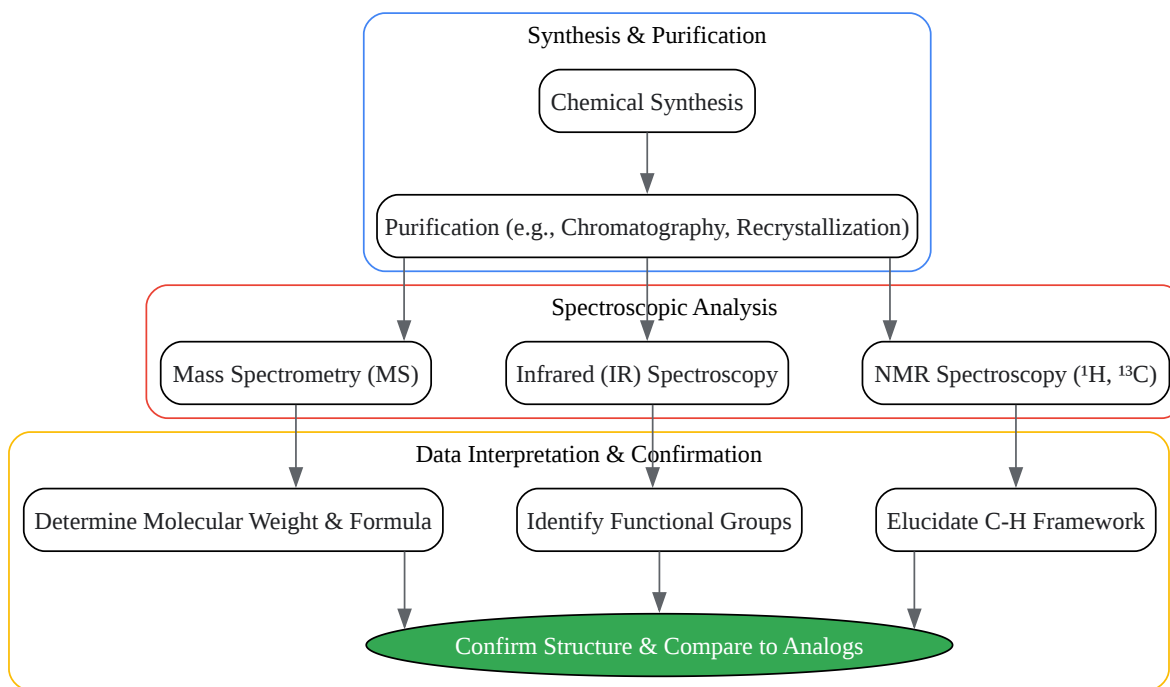 Synthesis & Purification
Chemical Synthesis
Purification (e.g., Chromatography, Recrystallization)
Spectroscopic Analysis
Mass Spectrometry (MS)
Infrared (IR) Spectroscopy
NMR Spectroscopy (¹H, ¹³C)
Data Interpretation & Confirmation
Determine Molecular Weight & Formula
Identify Functional Groups
Elucidate C-H Framework
Confirm Structure & Compare to Analogs